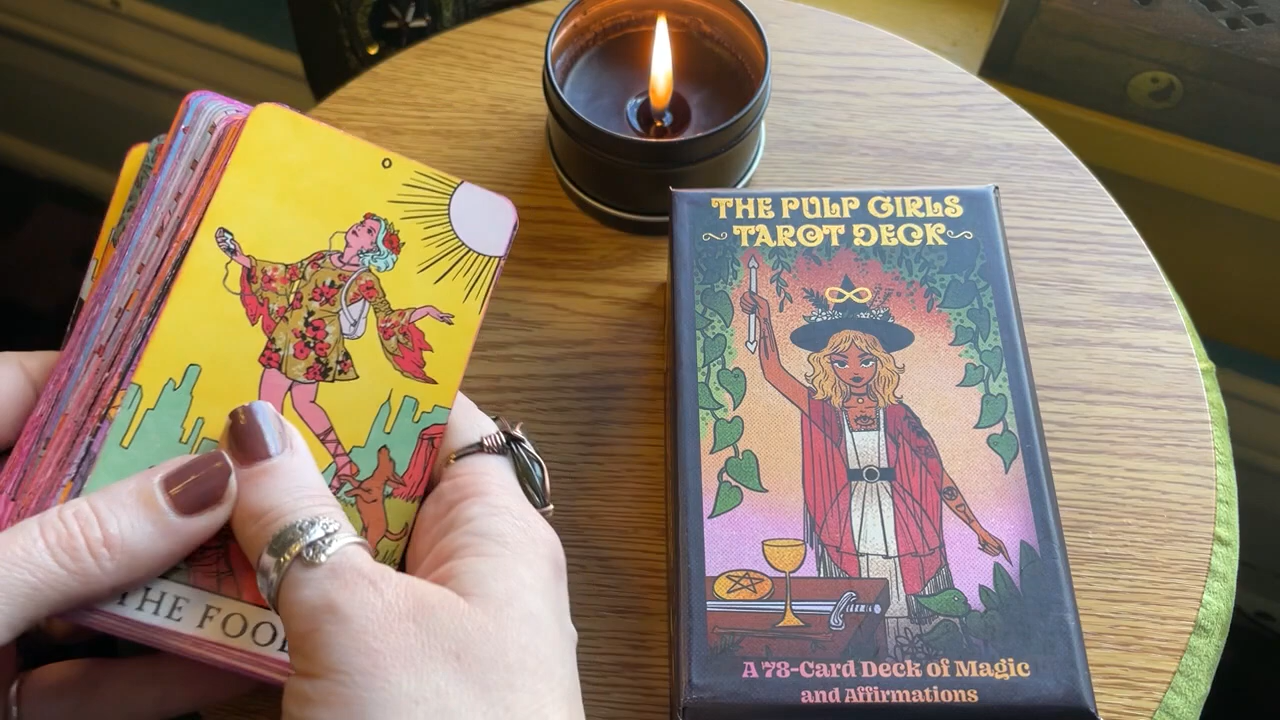 0
THE FOOL
THE PULP GIRLS
TAROT DECK
A 78-Card Deck of Magic
and Affirmations